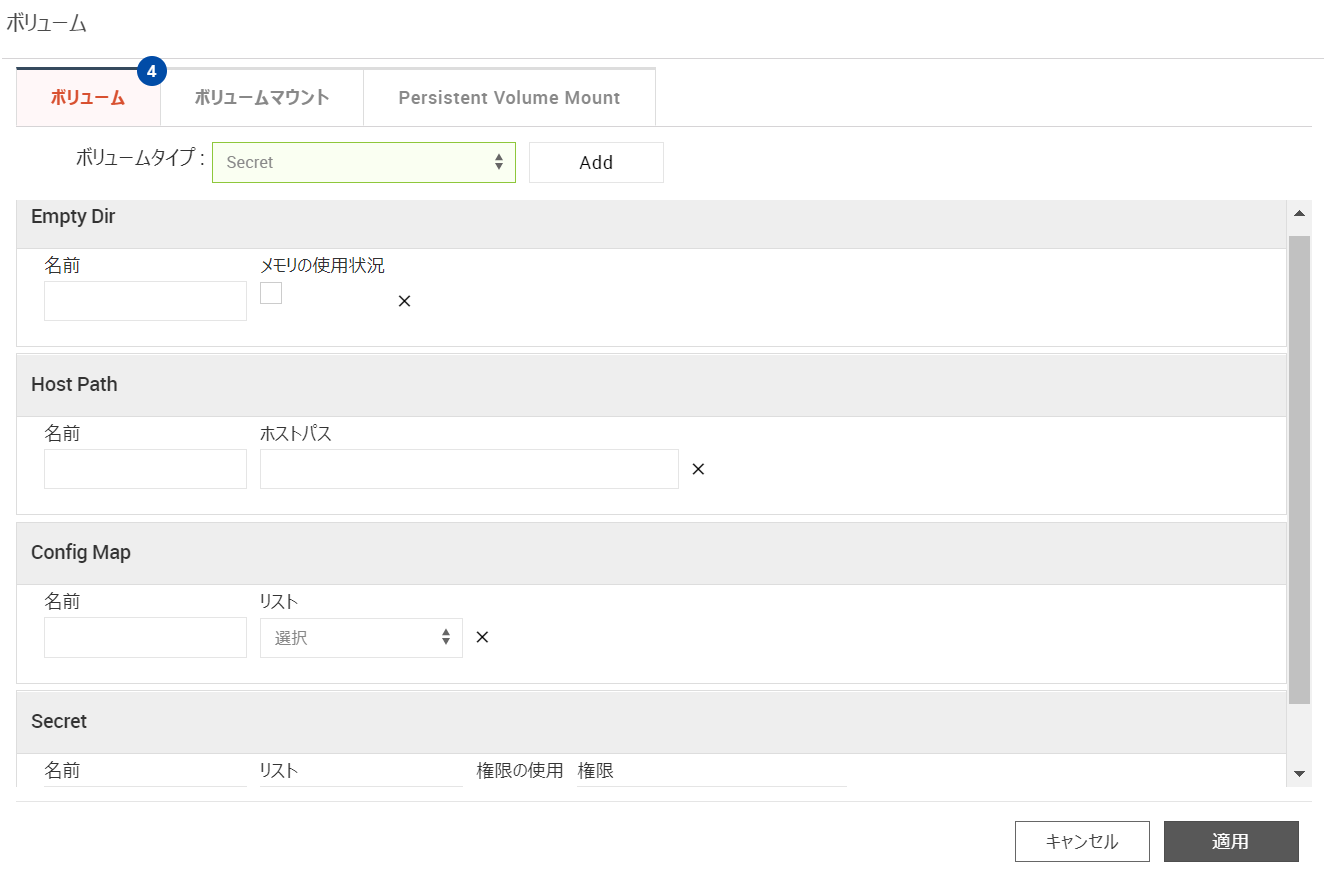 ボリューム
ボリューム 4 ボリュームマウント Persistent Volume Mount
ボリュームタイプ : Secret Add
Empty Dir
名前 メモリの使用状況
Host Path
名前 ホストパス
Config Map
名前 リスト
選択
Secret
名前 リスト 権限の使用 権限
キャンセル 適用